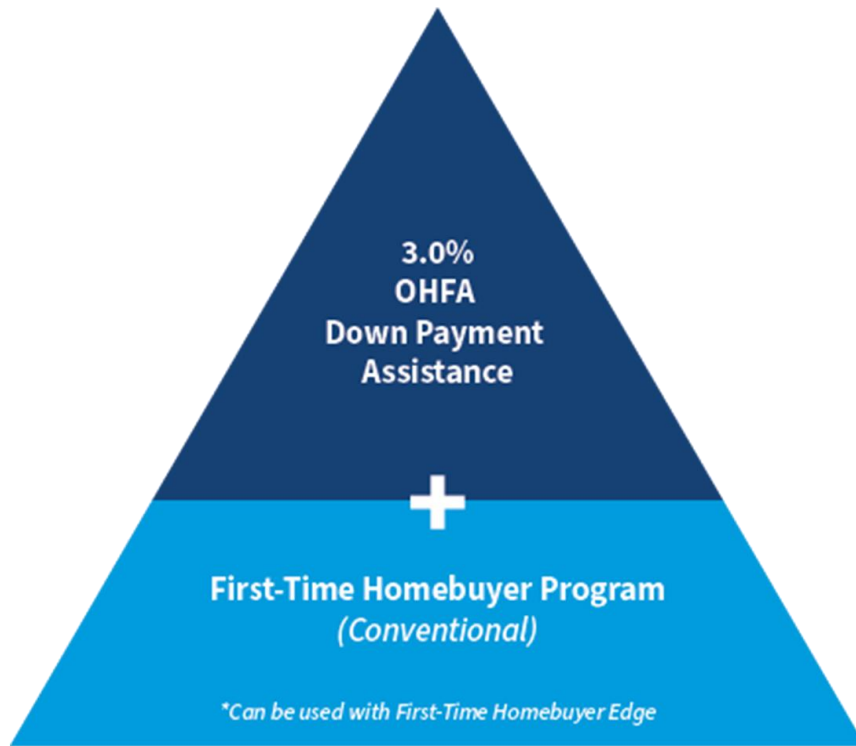 3.0%
OHFA
Down Payment
Assistance
+
First-Time Homebuyer Program
(Conventional)
*Can be used with First-Time Homebuyer Edge